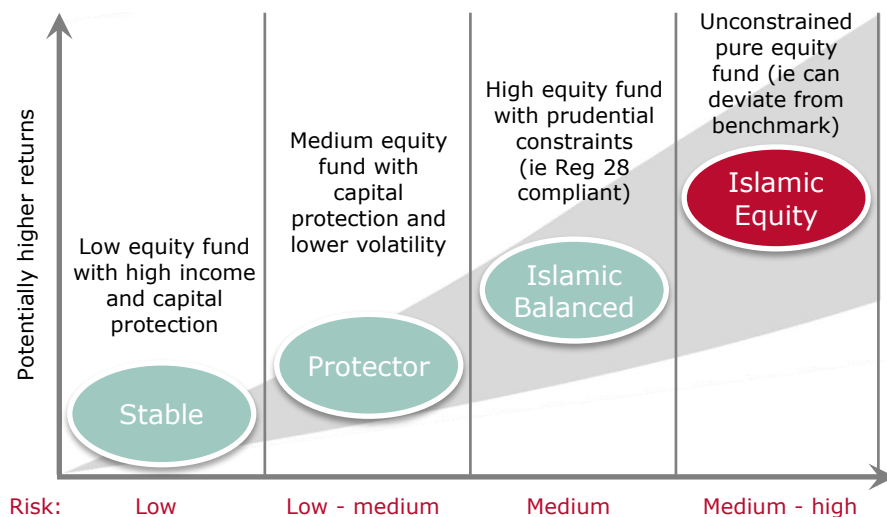 Potentially higher returns
Low equity fund
with high income
and capital
protection
Stable
Medium equity
fund with
capital
protection and
lower volatility
Protector
High equity fund
with prudential
constraints
(ie Reg 28
compliant)
Islamic
Balanced
Unconstrained
pure equity
fund (ie can
deviate from
benchmark)
Islamic
Equity
Risk: Low Low - medium Medium Medium - high